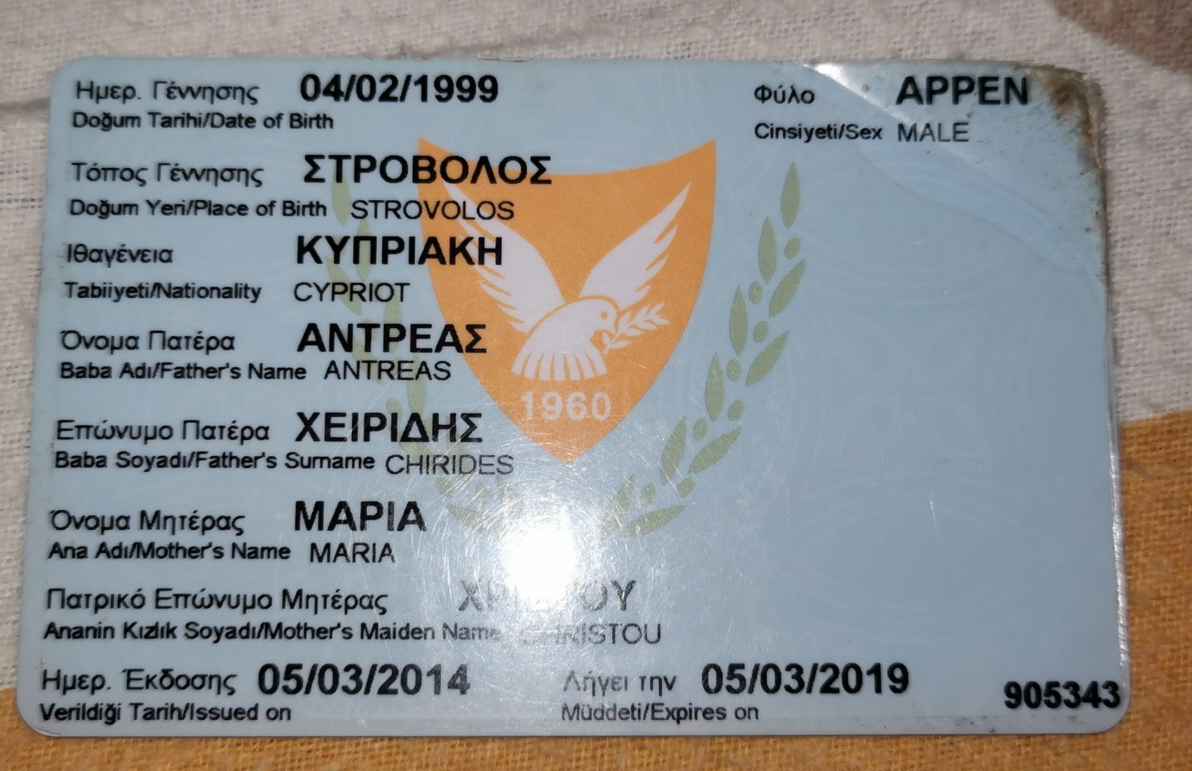 Ημερ. Γέννησης 04/02/1999 Φύλο ΑΡΡΕΝ
Doğum Tarihi/Date of Birth Cinsiyeti/Sex MALE
Τόπος Γέννησης ΣΤΡΟΒΟΛΟΣ
Doğum Yeri/Place of Birth STROVOLOS
Ιθαγένεια ΚΥΠΡΙΑΚΗ
Tabiiyeti/Nationality CYPRIOT
Όνομα Πατέρα ΑΝΤΡΕΑΣ
Baba Adı/Father's Name ANTREAS
1960
Επώνυμο Πατέρα ΧΕΙΡΙΔΗΣ
Baba Soyadı/Father's Surname CHIRIDES
Όνομα Μητέρας ΜΑΡΙΑ
Ana Adı/Mother's Name MARIA
Πατρικό Επώνυμο Μητέρας
Ananin Kızlık Soyadı/Mother's Maiden Name CHRISTOU
Ημερ. Έκδοσης 05/03/2014 Λήγει την 05/03/2019
Verildiği Tarih/Issued on Müddeti/Expires on 905343